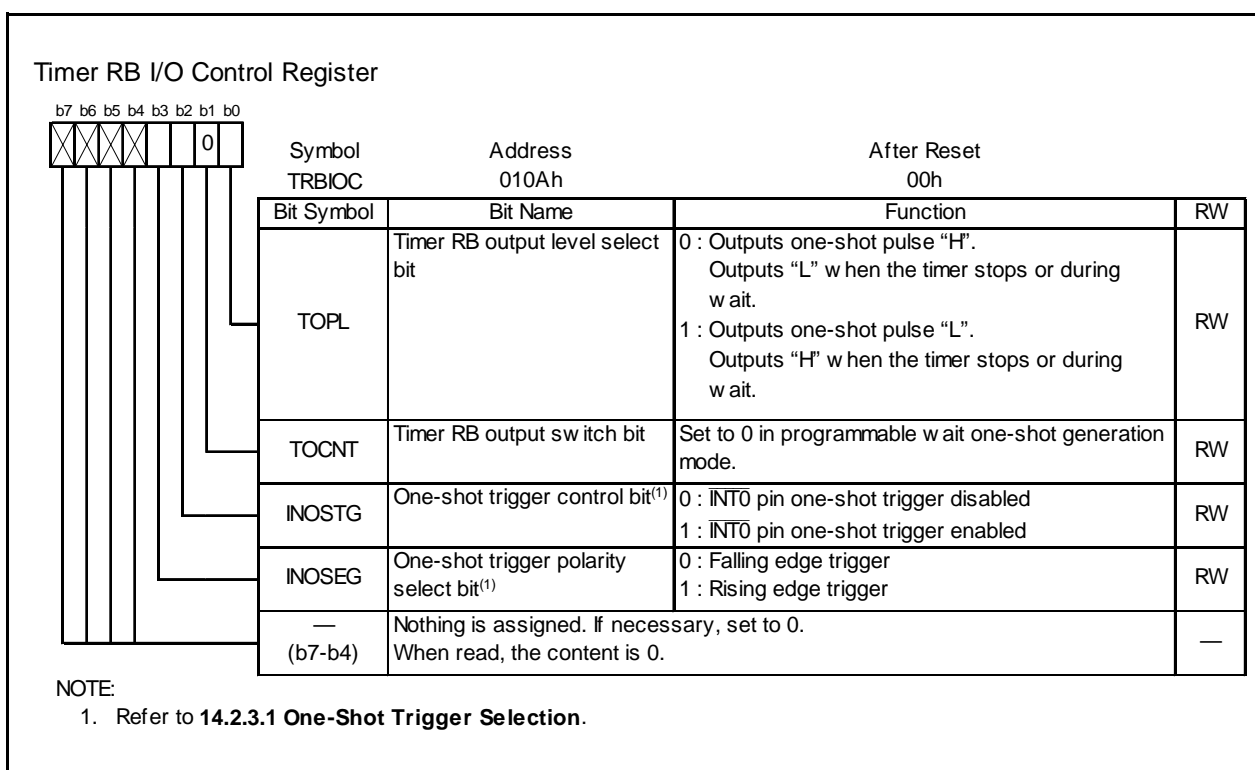 Timer RB I/O Control Register
b7 b6 b5 b4 b3 b2 b1 b0
0
Symbol Address After Reset
TRBIOC 010Ah 00h
Bit Symbol Bit Name Function RW
TOPL
Timer RB output level select
bit
0 : Outputs one-shot pulse “H”.
Outputs “L” when the timer stops or during
wait.
1 : Outputs one-shot pulse “L”.
Outputs “H” when the timer stops or during
wait.
RW
TOCNT
Timer RB output switch bit
Set to 0 in programmable wait one-shot generation
mode.
RW
INOSTG
One-shot trigger control bit(1)
0 : INT0 pin one-shot trigger disabled
1 : INT0 pin one-shot trigger enabled
RW
INOSEG
One-shot trigger polarity
select bit(1)
0 : Falling edge trigger
1 : Rising edge trigger
RW
—
(b7-b4)
Nothing is assigned. If necessary, set to 0.
When read, the content is 0.
—
NOTE:
1. Refer to 14.2.3.1 One-Shot Trigger Selection.